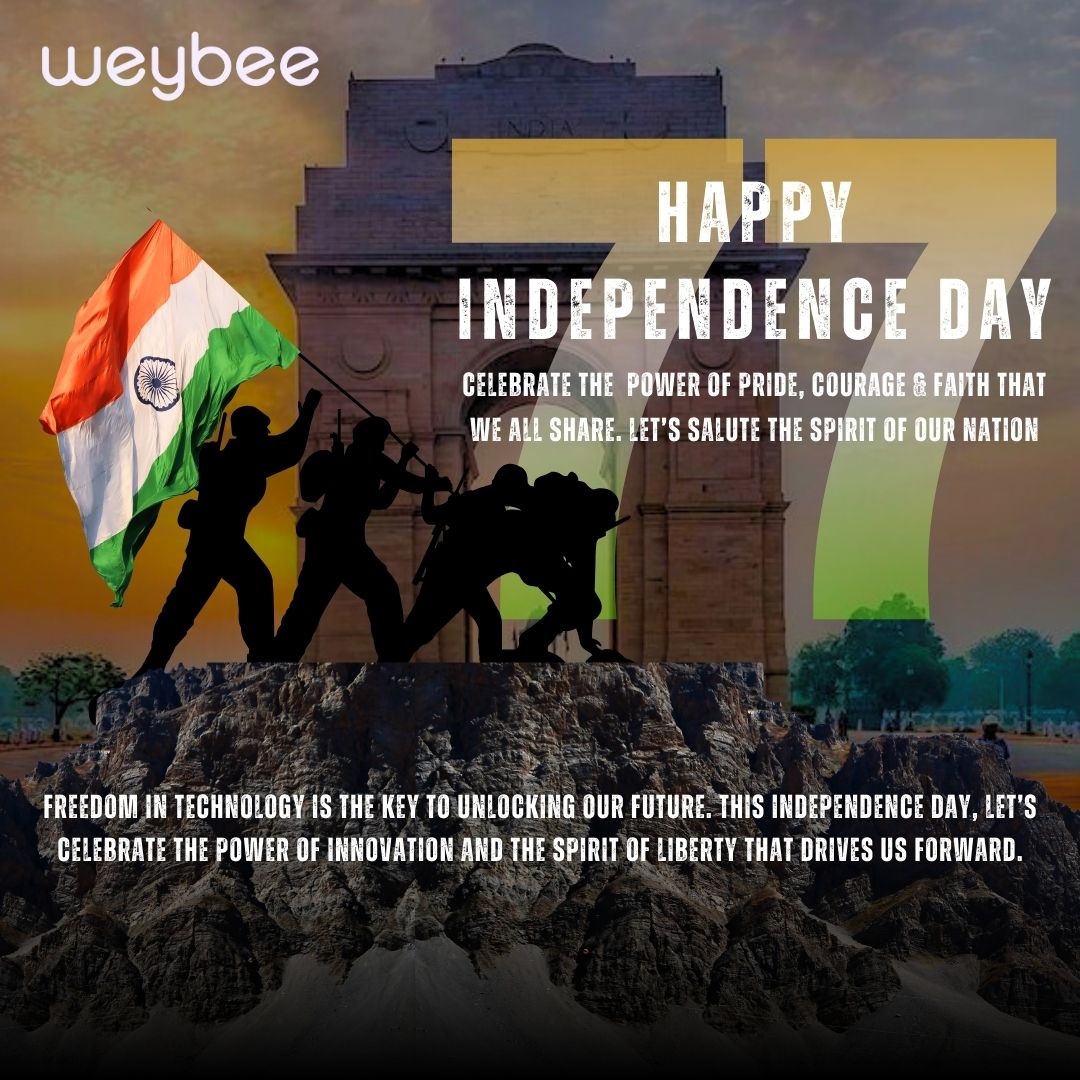 weybee
INDIA
77
HAPPY
INDEPENDENCE DAY
CELEBRATE THE POWER OF PRIDE, COURAGE & FAITH THAT
WE ALL SHARE. LET'S SALUTE THE SPIRIT OF OUR NATION
FREEDOM IN TECHNOLOGY IS THE KEY TO UNLOCKING OUR FUTURE. THIS INDEPENDENCE DAY, LET'S
CELEBRATE THE POWER OF INNOVATION AND THE SPIRIT OF LIBERTY THAT DRIVES US FORWARD.